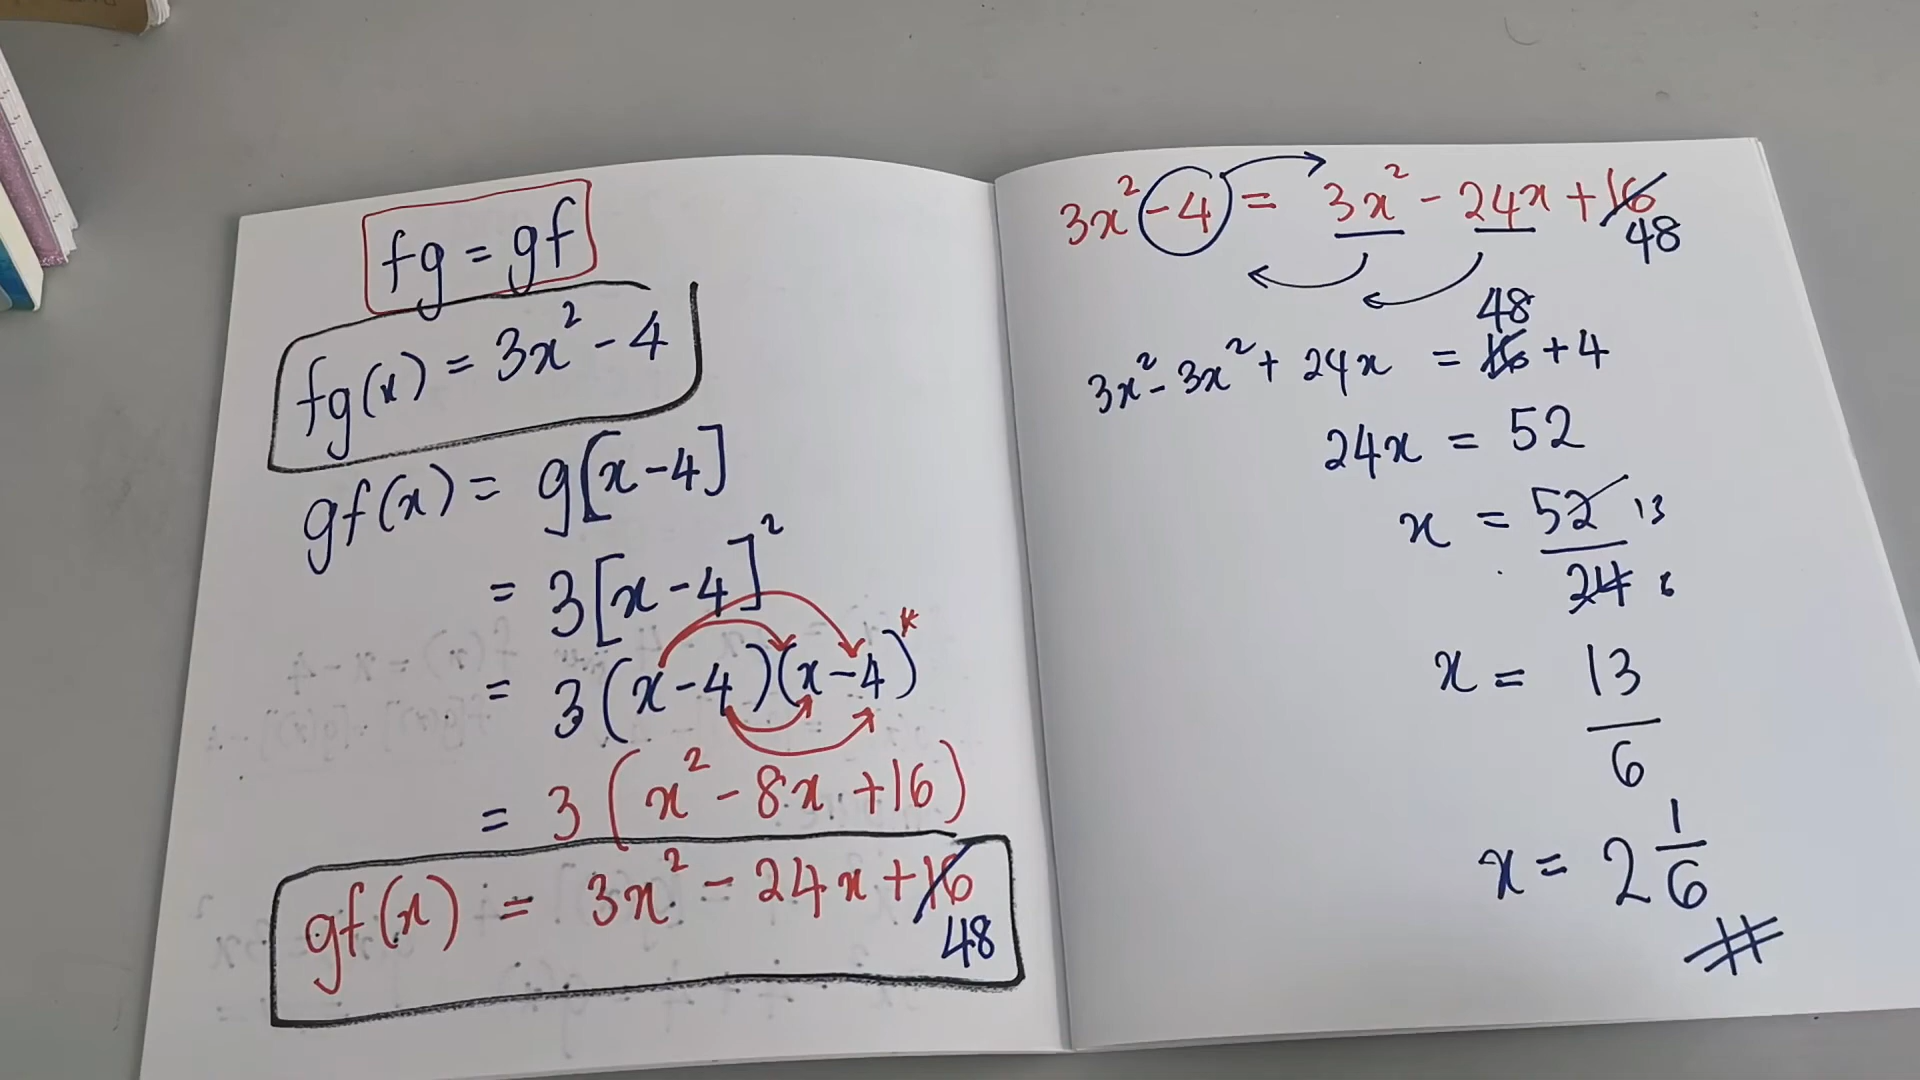 fg = gf
fg(x) = 3x² - 4
gf(x) = g[x-4]
= 3[x-4]²
= 3(x-4)(x-4)*
= 3(x² - 8x + 16)
gf(x) = 3x² - 24x + 16
48
3x² - 4 = 3x² - 24x + 16
48
48
3x² - 3x² + 24x = 16 + 4
24x = 52
x = 52/24 13 6
x = 13/6
x = 2 1/6